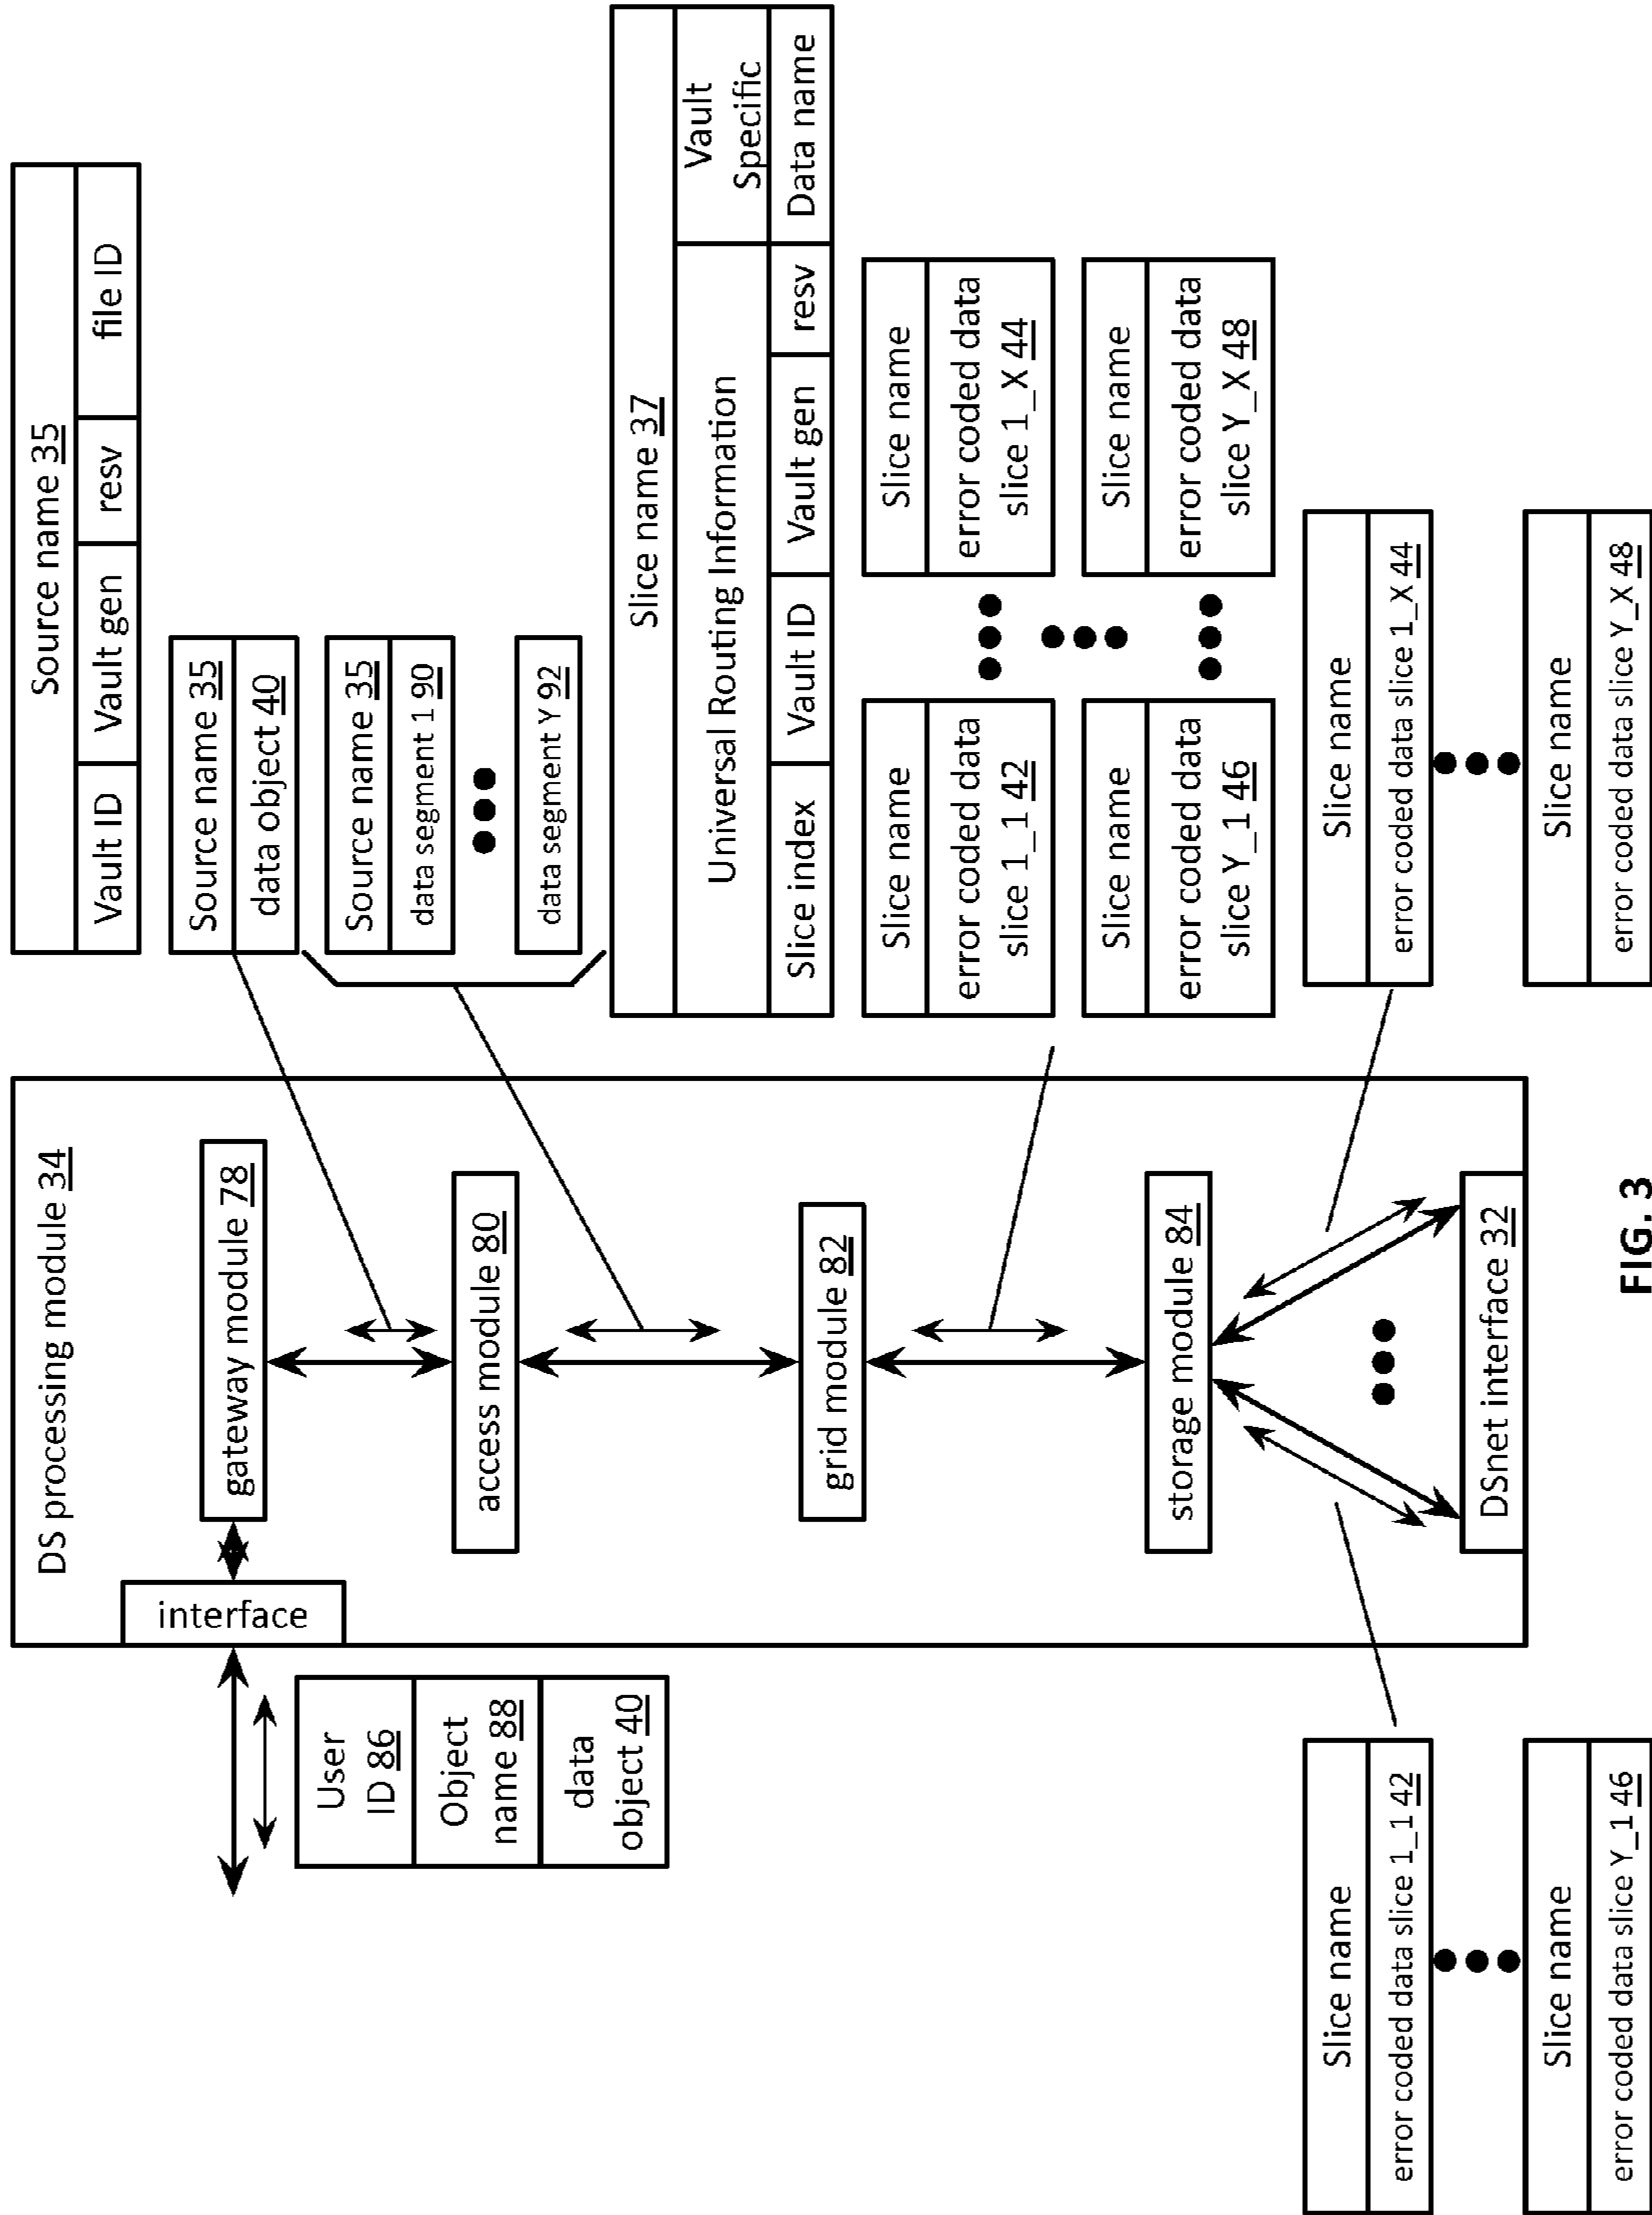 DS processing module 34
interface
gateway module 78
access module 80
grid module 82
storage module 84
DSnet interface 32
User
ID 86
Object
name 88
data
object 40
Source name 35
Vault ID
Vault gen
resv
file ID
Source name 35
data object 40
Source name 35
data segment 1 90
data segment Y 92
Slice name 37
Universal Routing Information
Vault
Specific
Slice index
Vault ID
Vault gen
resv
Data name
Slice name
error coded data
slice 1_1 42
Slice name
error coded data
slice 1_X 44
Slice name
error coded data
slice Y_1 46
Slice name
error coded data
slice Y_X 48
Slice name
error coded data slice 1_1 42
Slice name
error coded data slice Y_1 46
Slice name
error coded data slice 1_X 44
Slice name
error coded data slice Y_X 48
FIG. 3